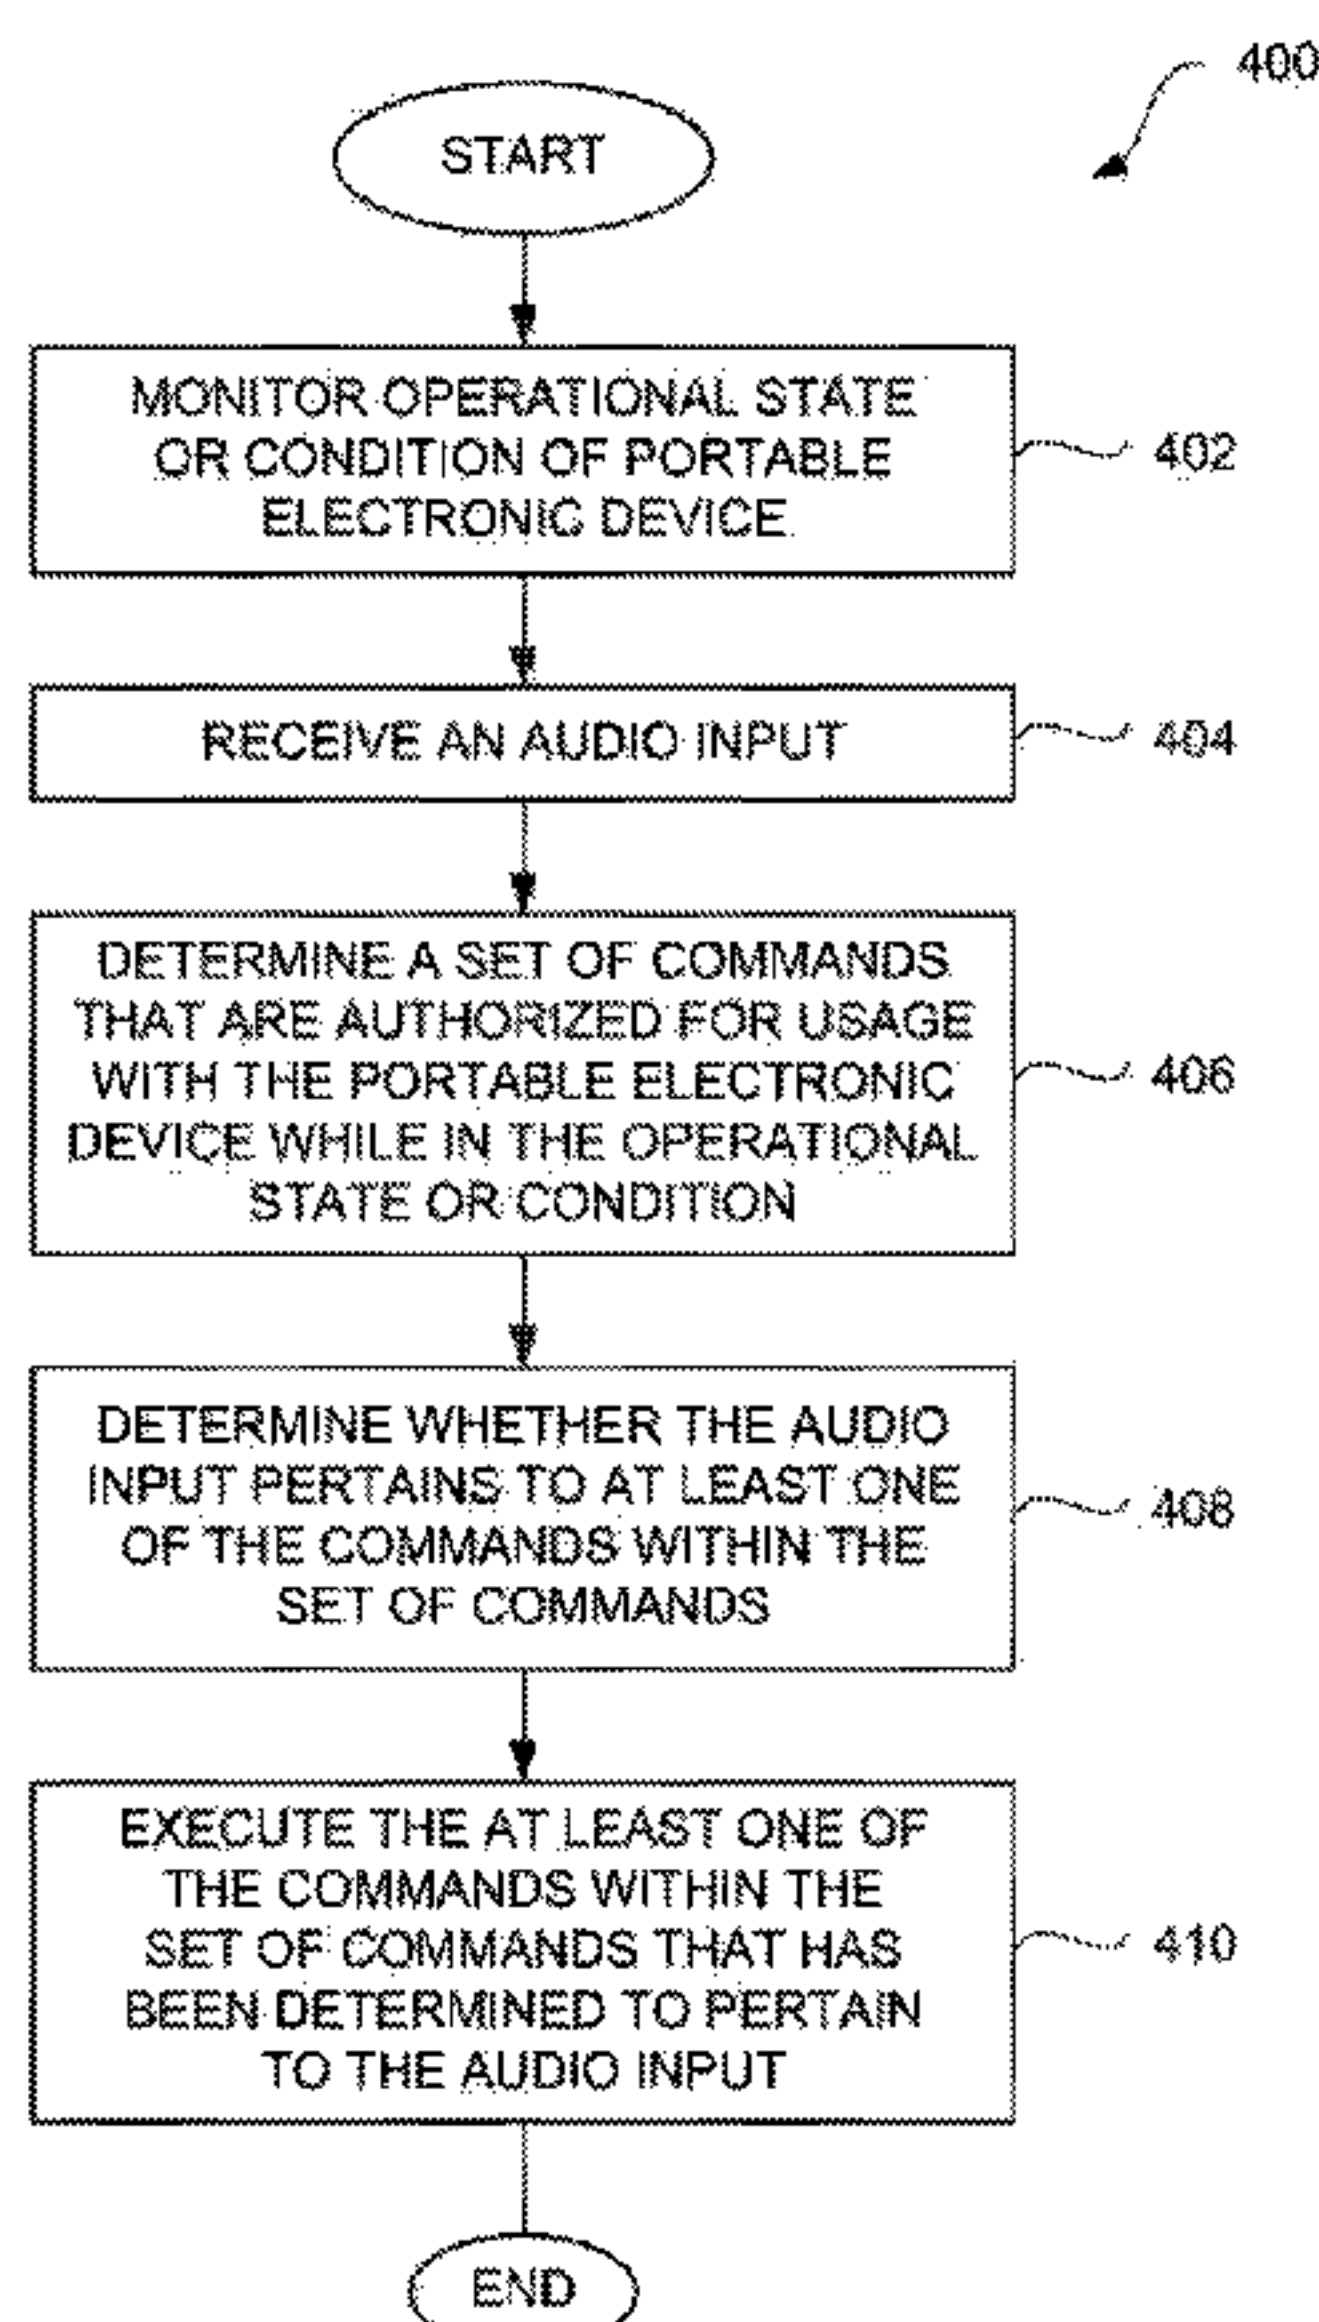 400
START
MONITOR OPERATIONAL STATE
OR CONDITION OF PORTABLE
ELECTRONIC DEVICE
402
RECEIVE AN AUDIO INPUT
404
DETERMINE A SET OF COMMANDS
THAT ARE AUTHORIZED FOR USAGE
WITH THE PORTABLE ELECTRONIC
DEVICE WHILE IN THE OPERATIONAL
STATE OR CONDITION
406
DETERMINE WHETHER THE AUDIO
INPUT PERTAINS TO AT LEAST ONE
OF THE COMMANDS WITHIN THE
SET OF COMMANDS
408
EXECUTE THE AT LEAST ONE OF
THE COMMANDS WITHIN THE
SET OF COMMANDS THAT HAS
BEEN DETERMINED TO PERTAIN
TO THE AUDIO INPUT
410
END